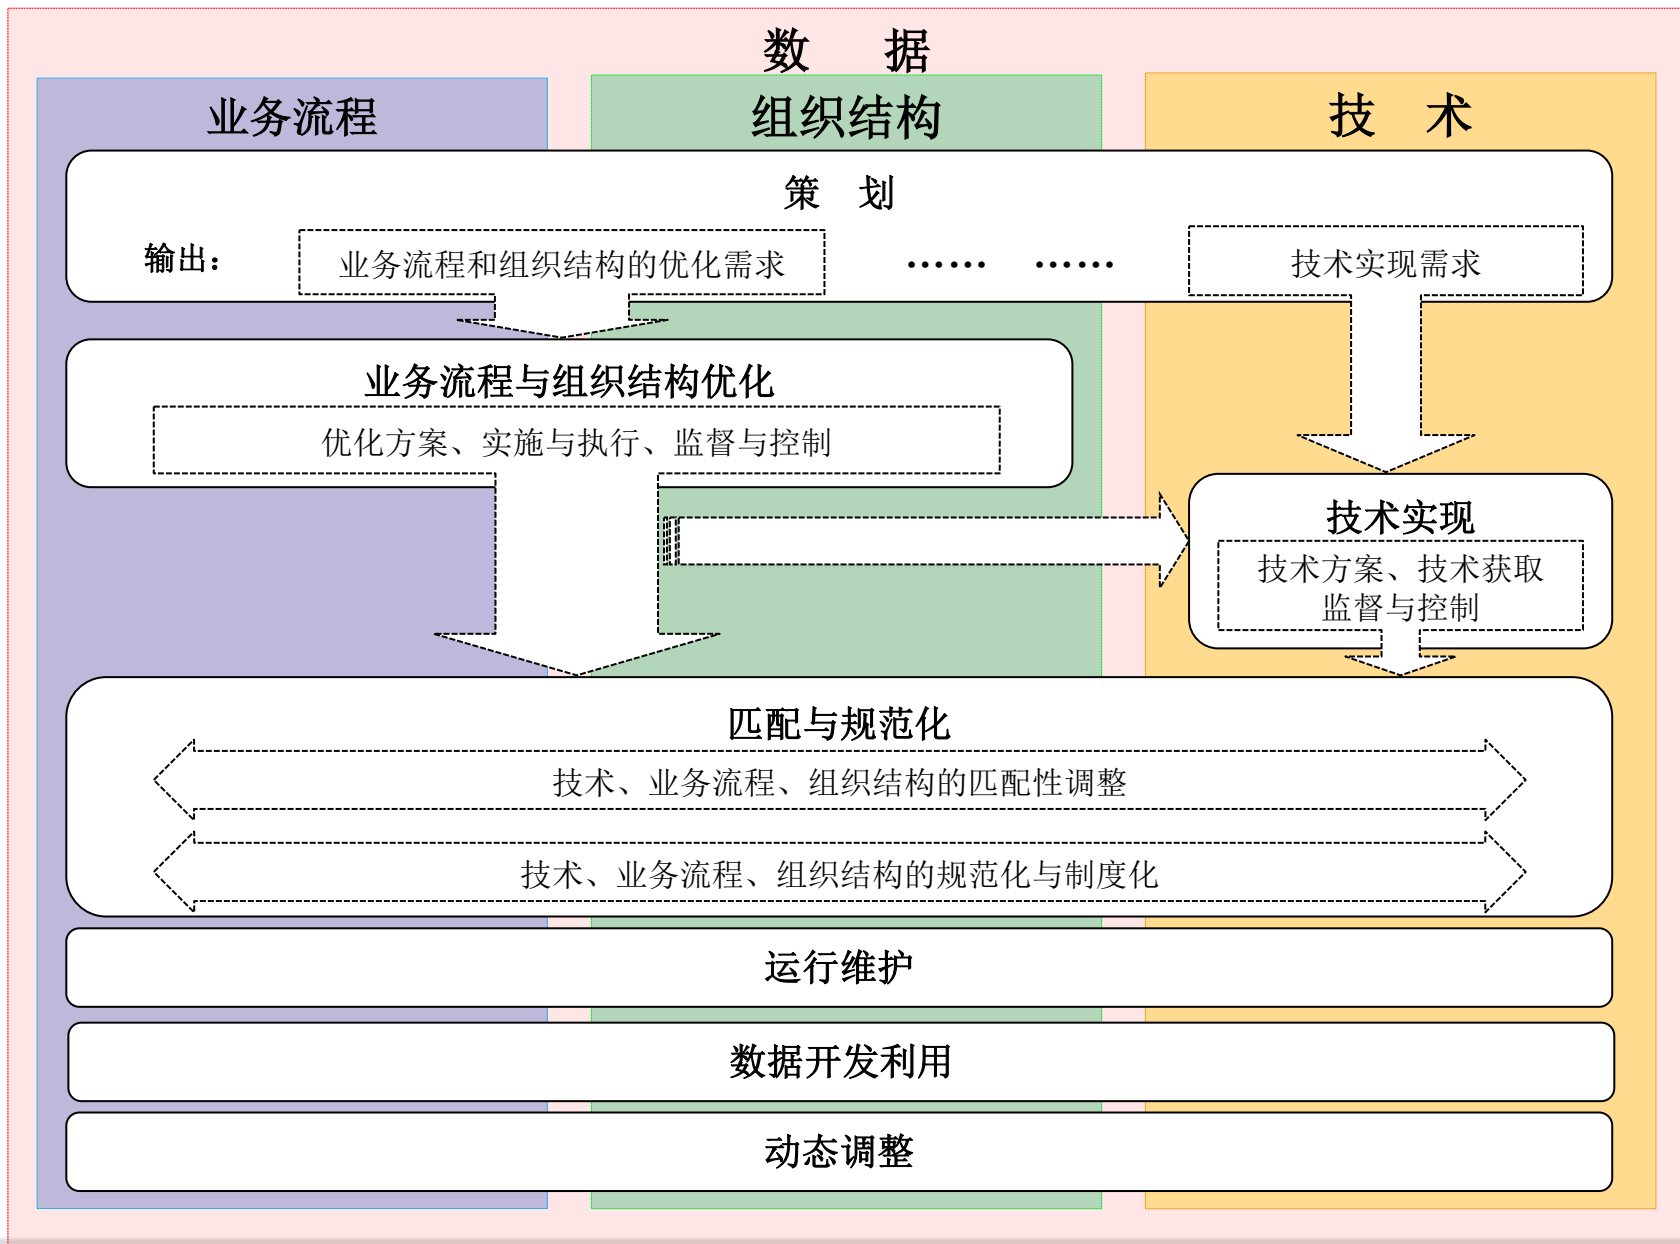 数 据
业务流程
组织结构
技 术
策 划
输出：
业务流程和组织结构的优化需求
…… ……
技术实现需求
业务流程与组织结构优化
优化方案、实施与执行、监督与控制
技术实现
技术方案、技术获取
监督与控制
匹配与规范化
技术、业务流程、组织结构的匹配性调整
技术、业务流程、组织结构的规范化与制度化
运行维护
数据开发利用
动态调整